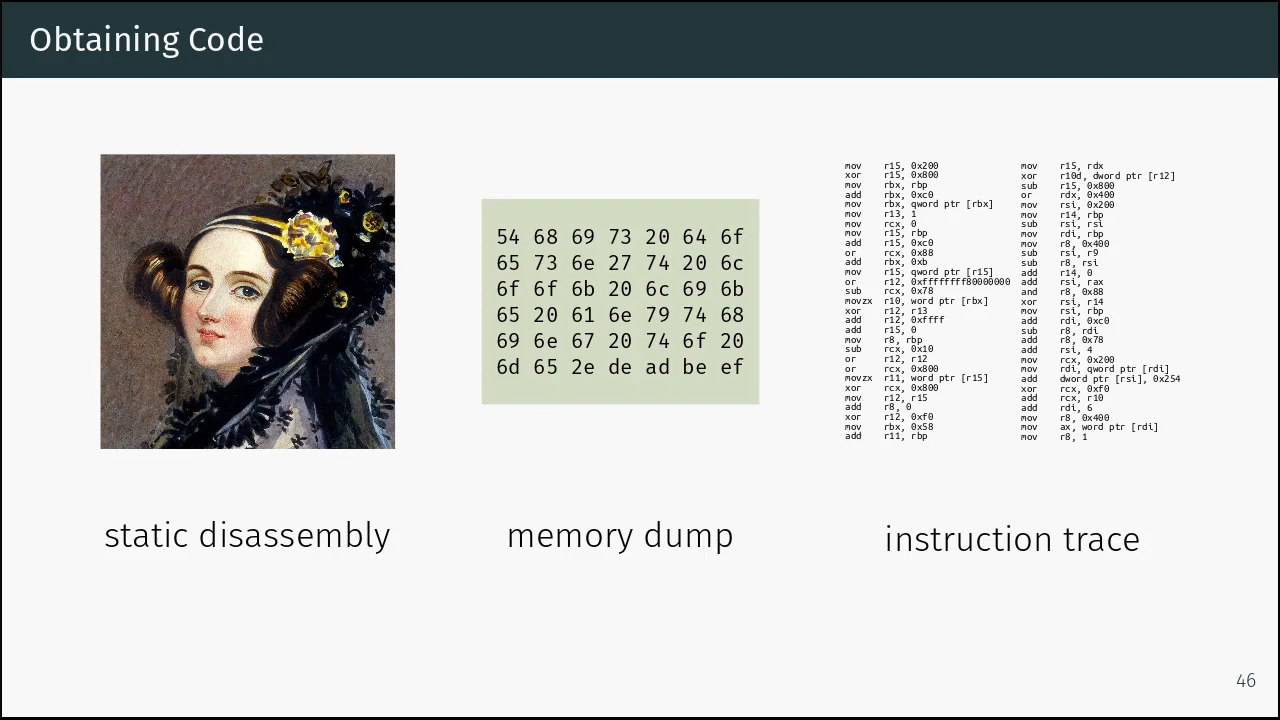 Obtaining Code
54 68 69 73 20 64 6f
65 73 6e 27 74 20 6c
6f 6f 6b 20 6c 69 6b
65 20 61 6e 79 74 68
69 6e 67 20 74 6f 20
6d 65 2e de ad be ef
mov r15, 0x200
xor r15, 0x800
mov rbx, rbp
add rbx, 0xc0
mov rbx, qword ptr [rbx]
mov r13, 1
mov rcx, 0
mov r15, rbp
add r15, 0xc0
or rcx, 0x88
add rbx, 0xb
mov r15, qword ptr [r15]
or r12, 0xffffffff80000000
sub rcx, 0x78
movzx r10, word ptr [rbx]
xor r12, r13
add r12, 0xffff
add r15, 0
mov r8, rbp
sub rcx, 0x10
or r12, r12
or rcx, 0x800
movzx r11, word ptr [r15]
xor rcx, 0x800
mov r12, r15
add r8, 0
xor r12, 0xf0
mov rbx, 0x58
add r11, rbp
mov r15, rdx
xor r10d, dword ptr [r12]
sub r15, 0x800
or rdx, 0x400
mov rsi, 0x200
mov r14, rbp
sub rsi, rsi
mov rdi, rbp
mov r8, 0x400
sub rsi, r9
sub r8, rsi
add r14, 0
add rsi, rax
and r8, 0x88
xor rsi, r14
mov rsi, rbp
add rdi, 0xc0
sub r8, rdi
add r8, 0x78
add rsi, 4
mov rcx, 0x200
mov rdi, qword ptr [rdi]
add dword ptr [rsi], 0x254
xor rcx, 0xf0
add rcx, r10
add rdi, 6
mov r8, 0x400
mov ax, word ptr [rdi]
mov r8, 1
static disassembly
memory dump
instruction trace
46